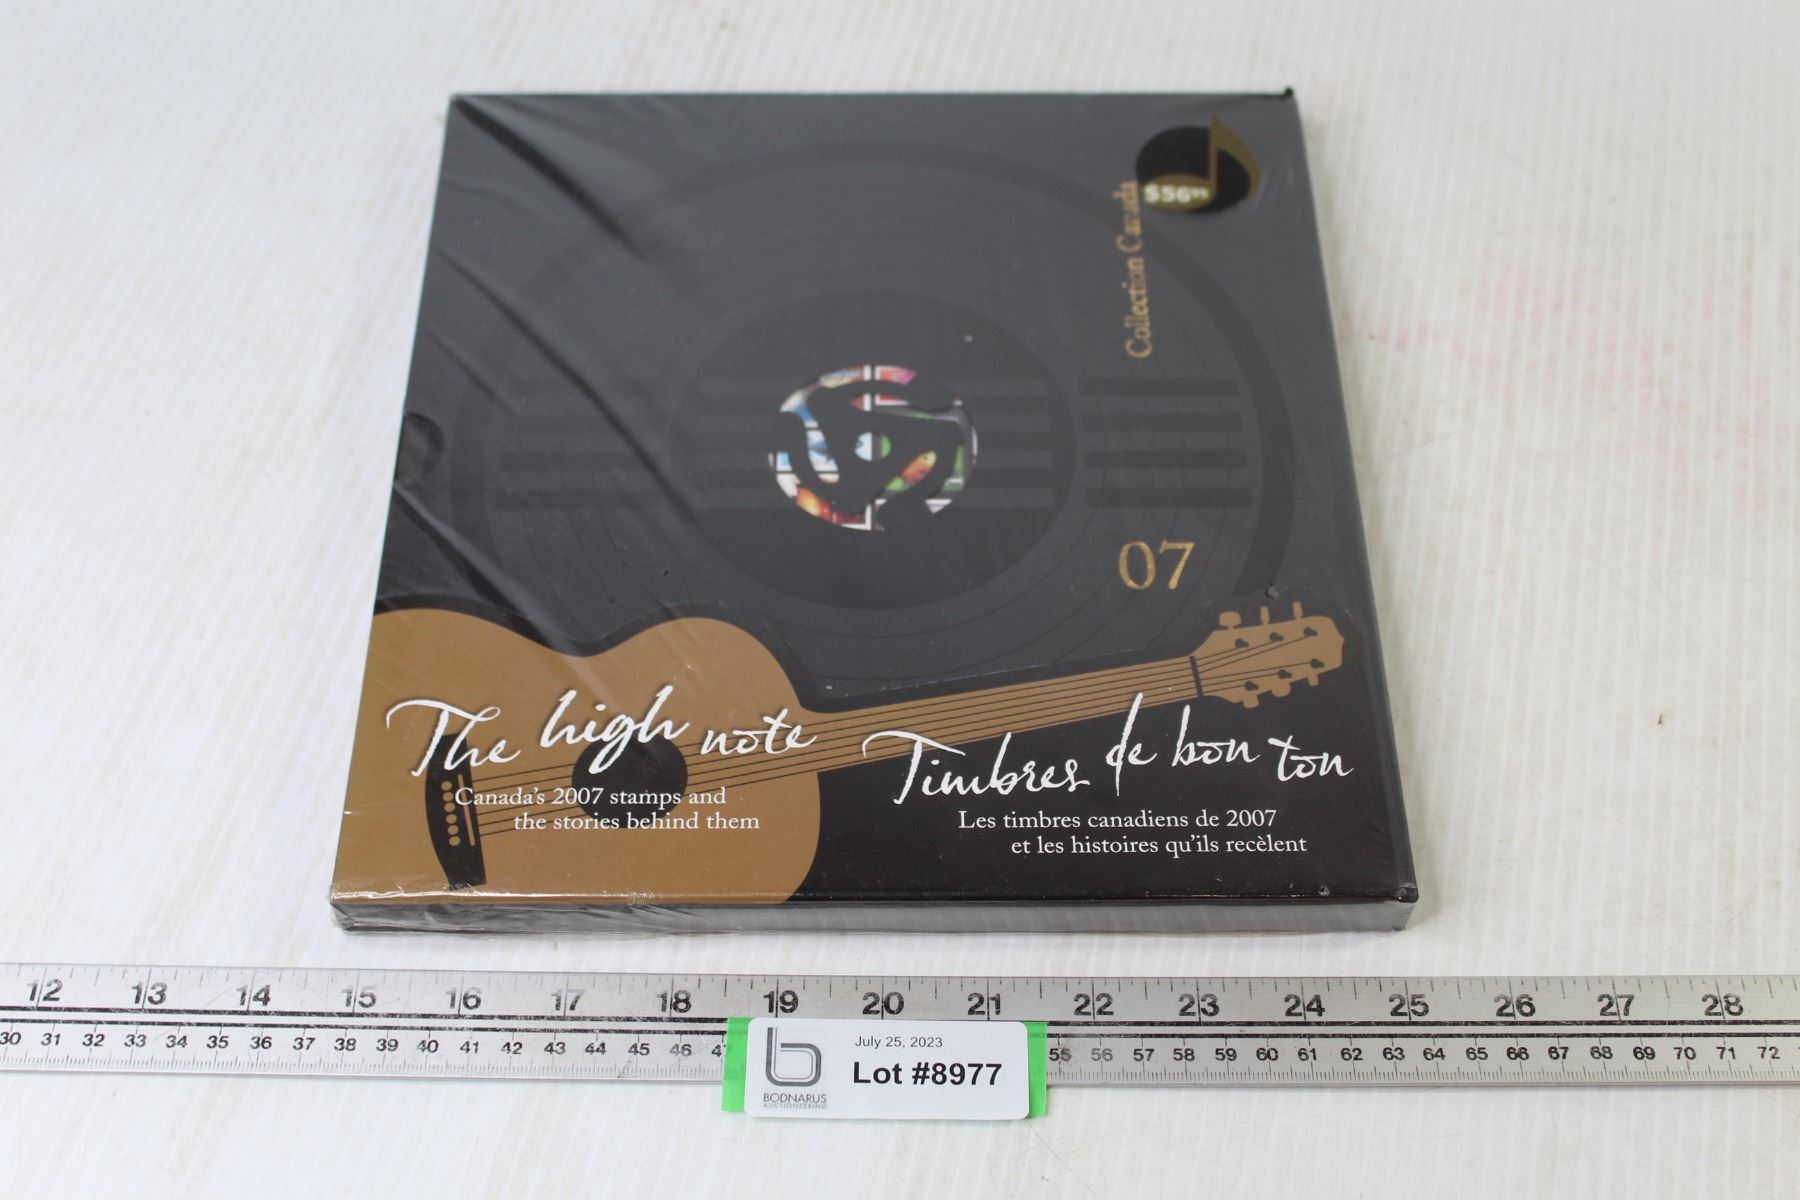 $56⁹⁵
Collection Canada
07
The high note
Canada's 2007 stamps and
the stories behind them
Timbres de bon ton
Les timbres canadiens de 2007
et les histoires qu'ils recèlent
12 13 14 15 16 17 18 19 20 21 22 23 24 25 26 27 28
30 31 32 33 34 35 36 37 38 39 40 41 42 43 44 45 46 55 56 57 58 59 60 61 62 63 64 65 66 67 68 69 70 71 72
July 25, 2023
Lot #8977
BODNARUS
AUCTIONEERING